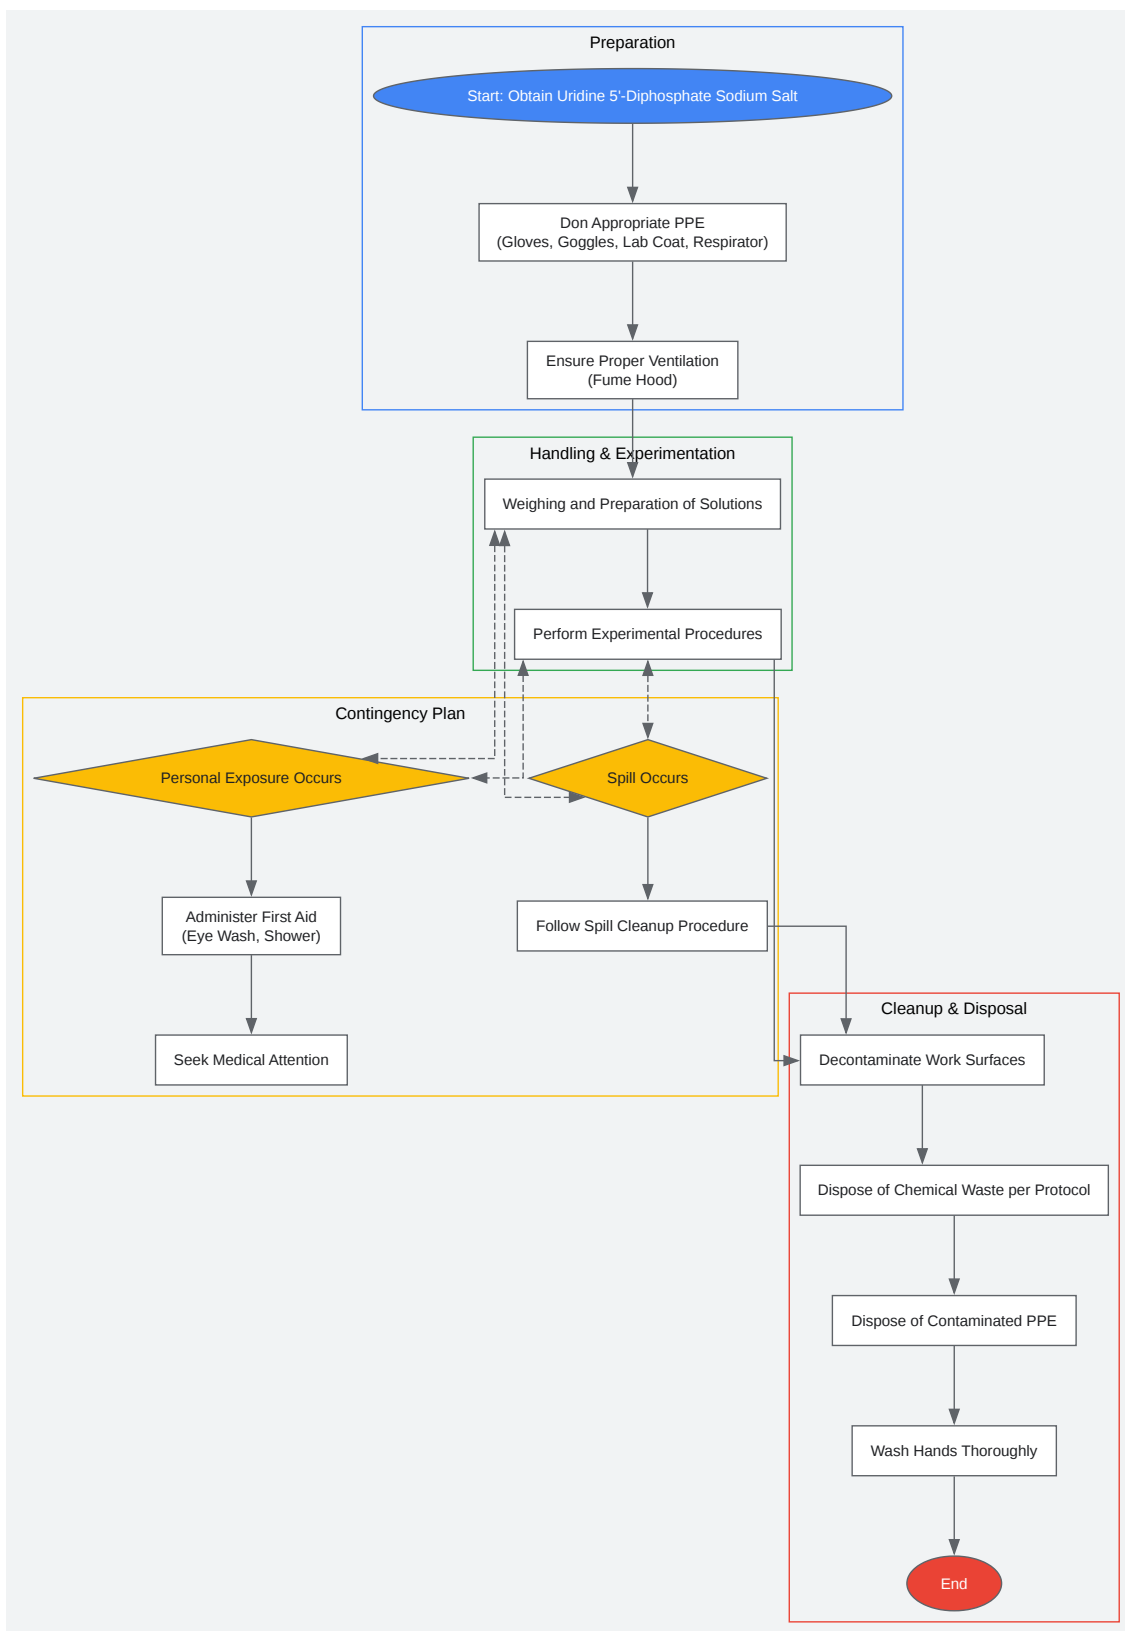 Preparation
Start: Obtain Uridine 5'-Diphosphate Sodium Salt
Don Appropriate PPE
(Gloves, Goggles, Lab Coat, Respirator)
Ensure Proper Ventilation
(Fume Hood)
Handling & Experimentation
Weighing and Preparation of Solutions
Perform Experimental Procedures
Contingency Plan
Personal Exposure Occurs
Spill Occurs
Administer First Aid
(Eye Wash, Shower)
Follow Spill Cleanup Procedure
Seek Medical Attention
Cleanup & Disposal
Decontaminate Work Surfaces
Dispose of Chemical Waste per Protocol
Dispose of Contaminated PPE
Wash Hands Thoroughly
End